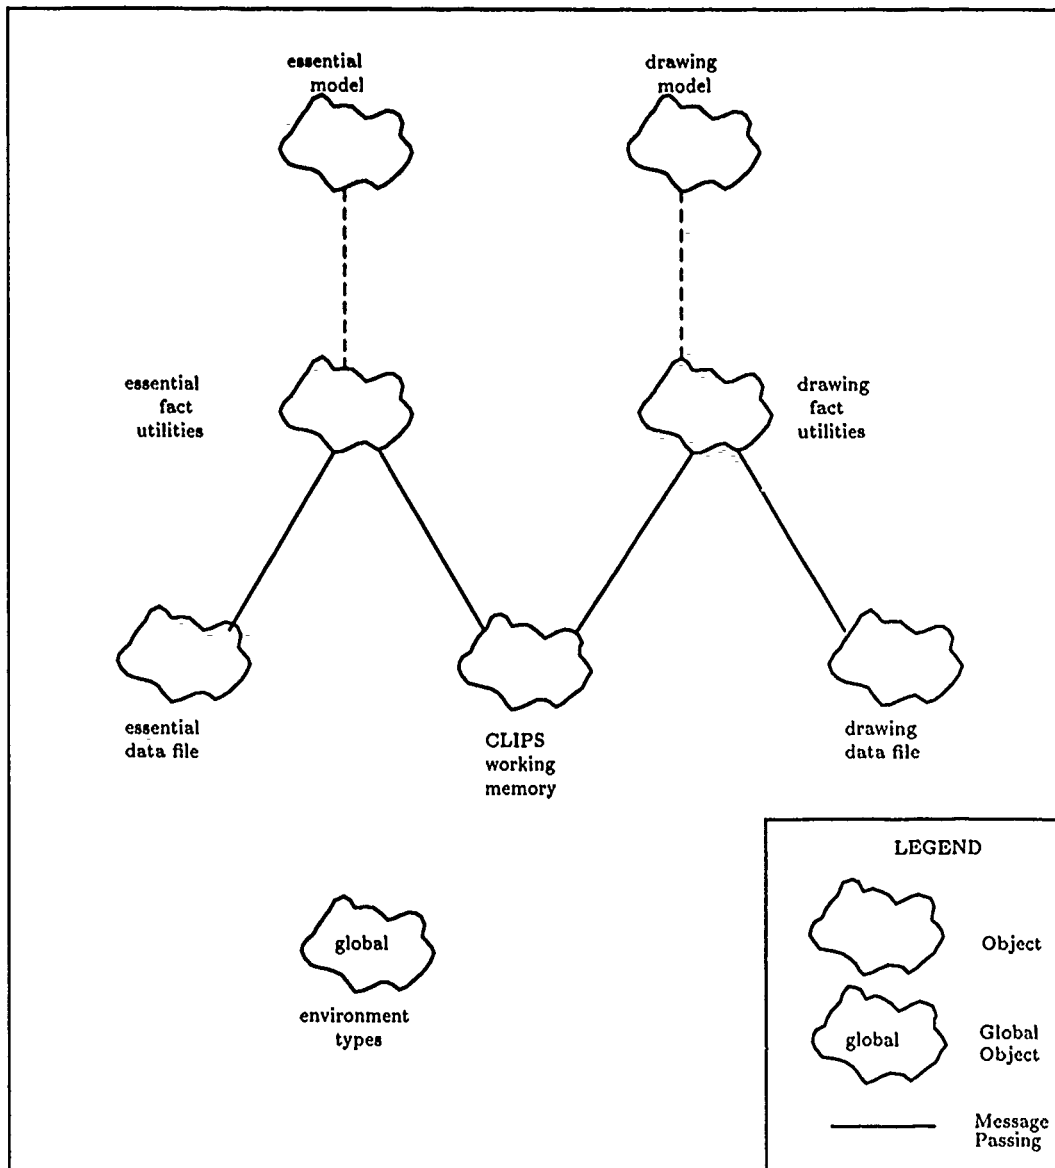 essential
model
drawing
model
essential
fact
utilities
drawing
fact
utilities
essential
data file
CLIPS
working
memory
drawing
data file
global
environment
types
LEGEND
Object
global
Global
Object
Message
Passing